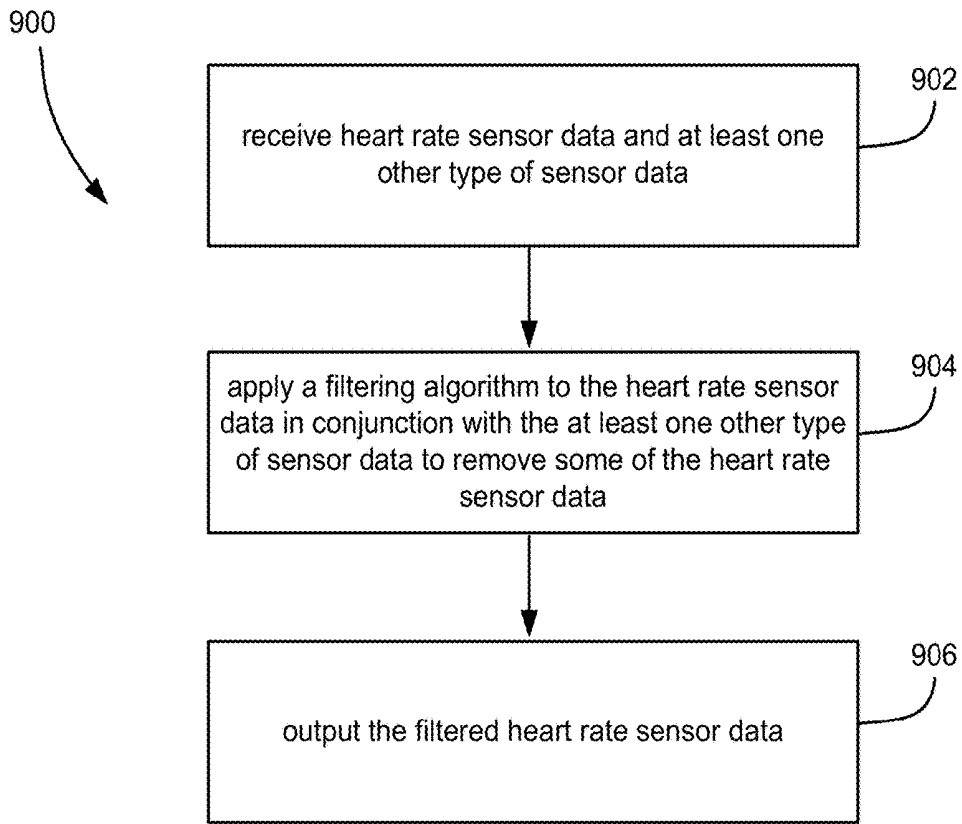 900
902
receive heart rate sensor data and at least one
other type of sensor data
904
apply a filtering algorithm to the heart rate sensor
data in conjunction with the at least one other type
of sensor data to remove some of the heart rate
sensor data
906
output the filtered heart rate sensor data